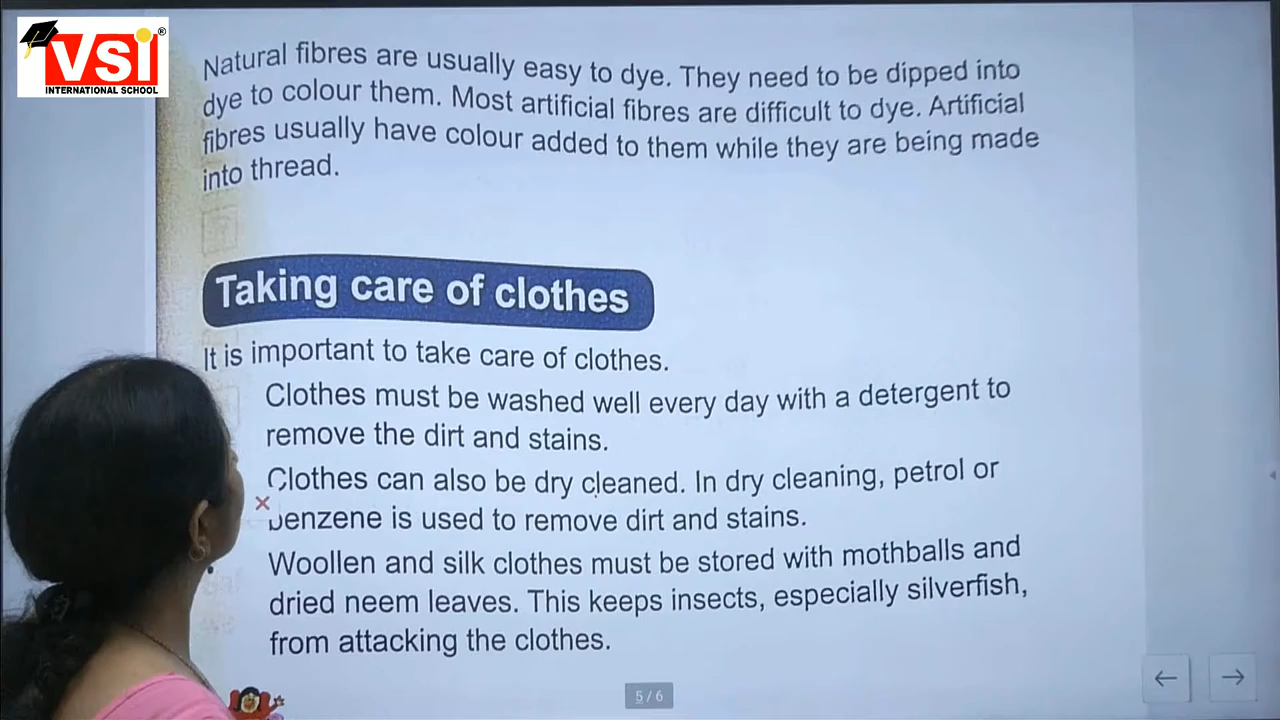 VSI
INTERNATIONAL SCHOOL
Natural fibres are usually easy to dye. They need to be dipped into
dye to colour them. Most artificial fibres are difficult to dye. Artificial
fibres usually have colour added to them while they are being made
into thread.
Taking care of clothes
It is important to take care of clothes.
Clothes must be washed well every day with a detergent to
remove the dirt and stains.
Clothes can also be dry cleaned. In dry cleaning, petrol or
benzene is used to remove dirt and stains.
Woollen and silk clothes must be stored with mothballs and
dried neem leaves. This keeps insects, especially silverfish,
from attacking the clothes.
5 / 6